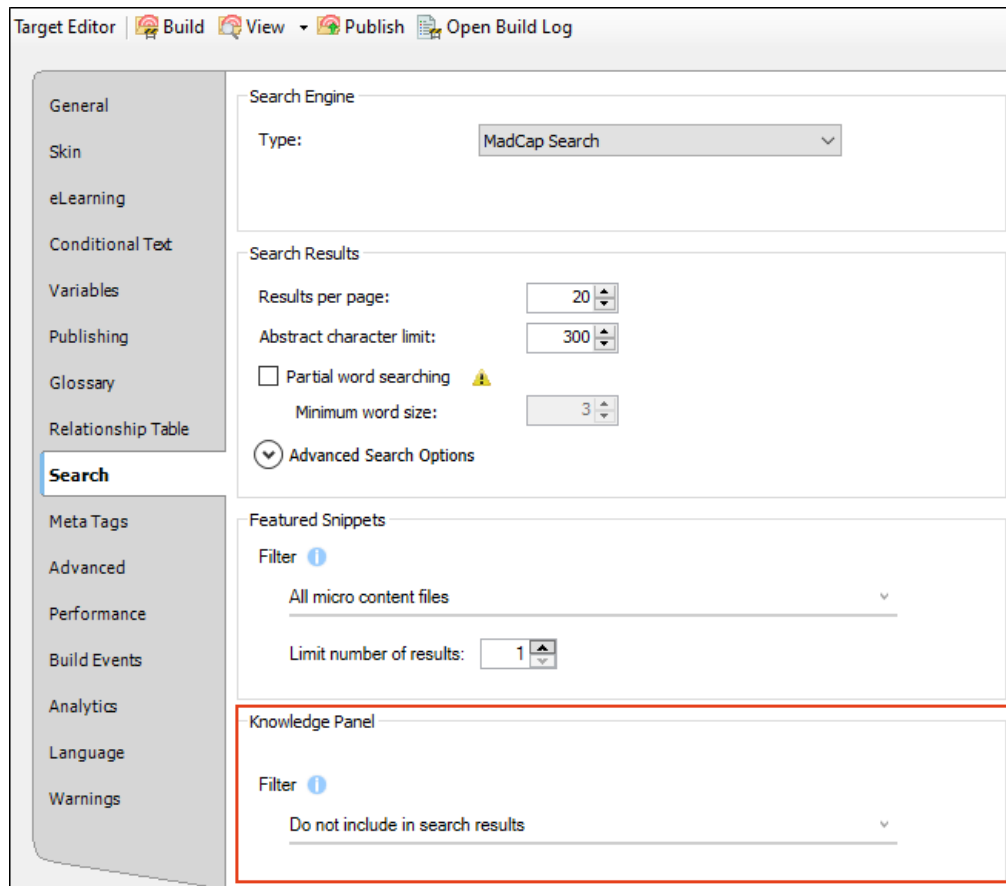 Target Editor Build View Publish Open Build Log
General
Skin
eLearning
Conditional Text
Variables
Publishing
Glossary
Relationship Table
Search
Meta Tags
Advanced
Performance
Build Events
Analytics
Language
Warnings
Search Engine
Type: MadCap Search
Search Results
Results per page: 20
Abstract character limit: 300
Partial word searching
Minimum word size: 3
Advanced Search Options
Featured Snippets
Filter
All micro content files
Limit number of results: 1
Knowledge Panel
Filter
Do not include in search results